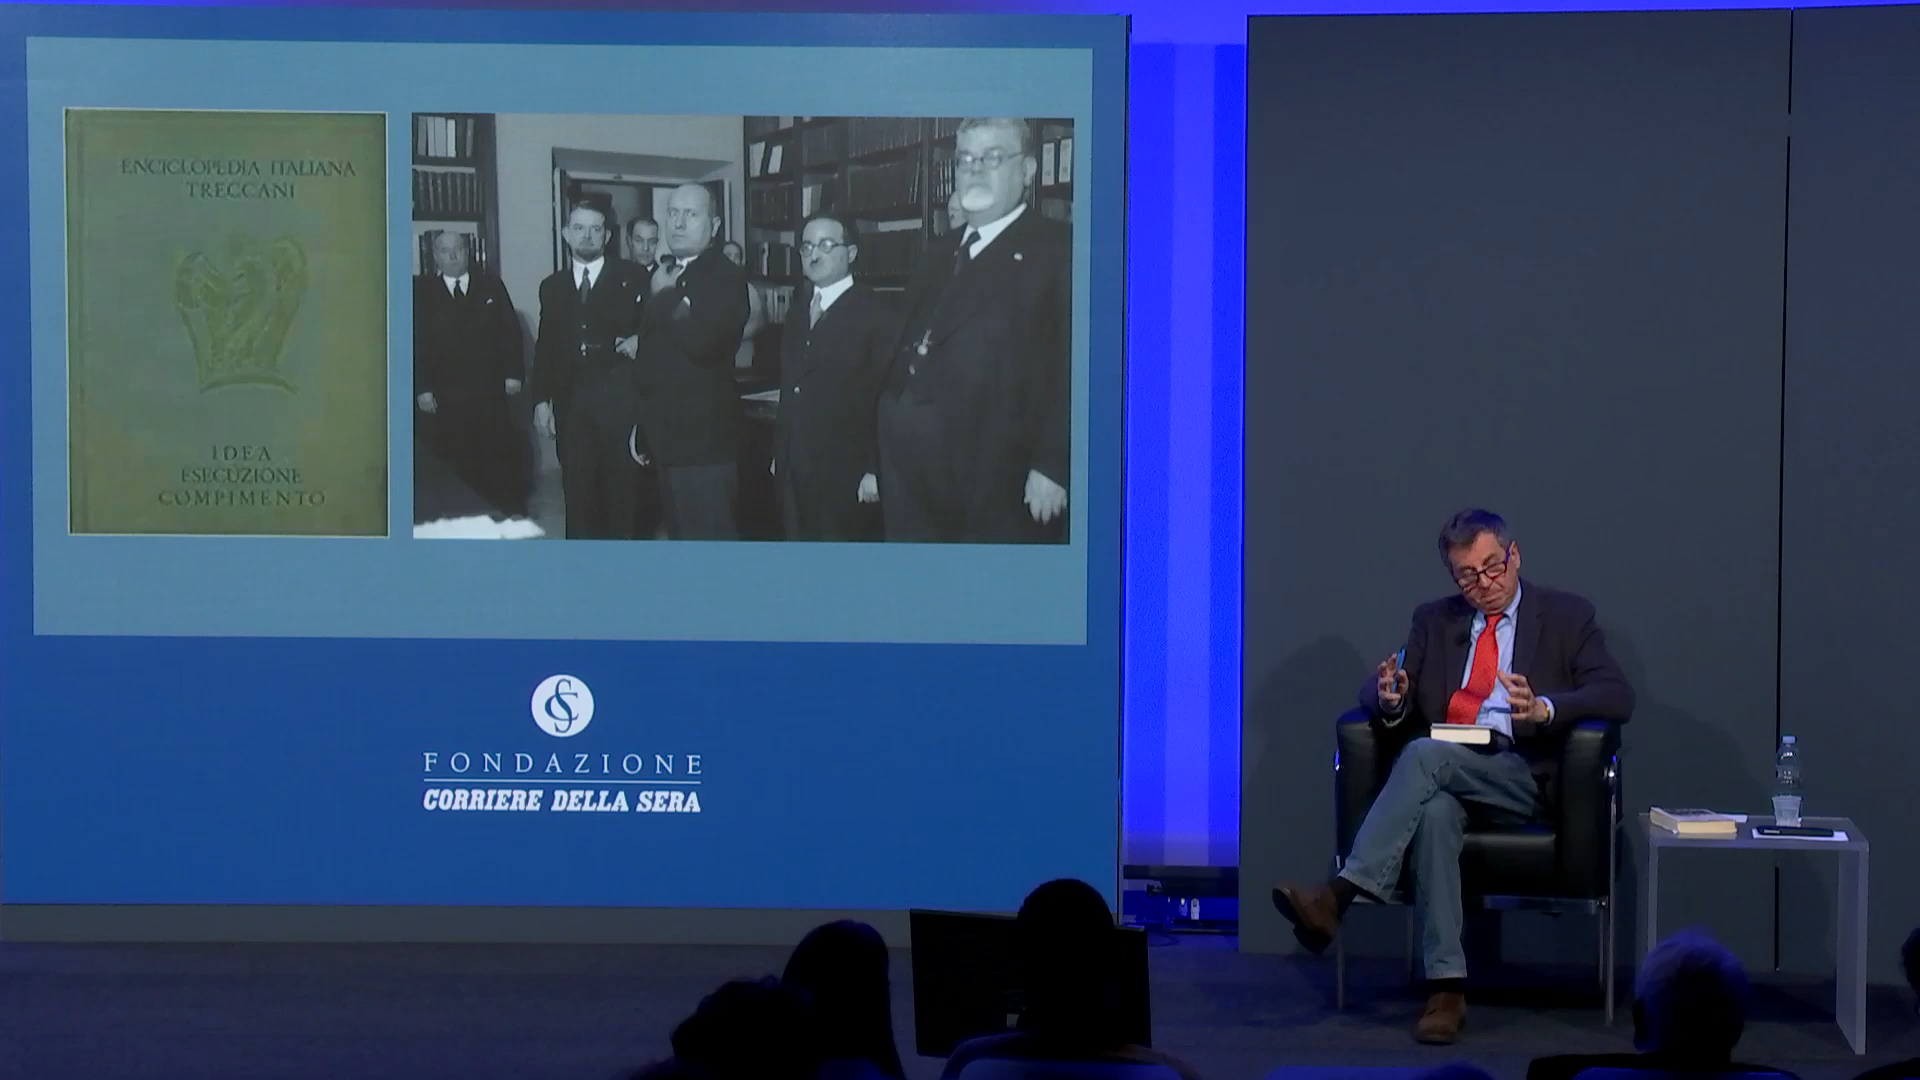 ENCICLOPEDIA ITALIANA
TRECCANI
IDEA
ESECUZIONE
COMPIMENTO
FONDAZIONE
CORRIERE DELLA SERA